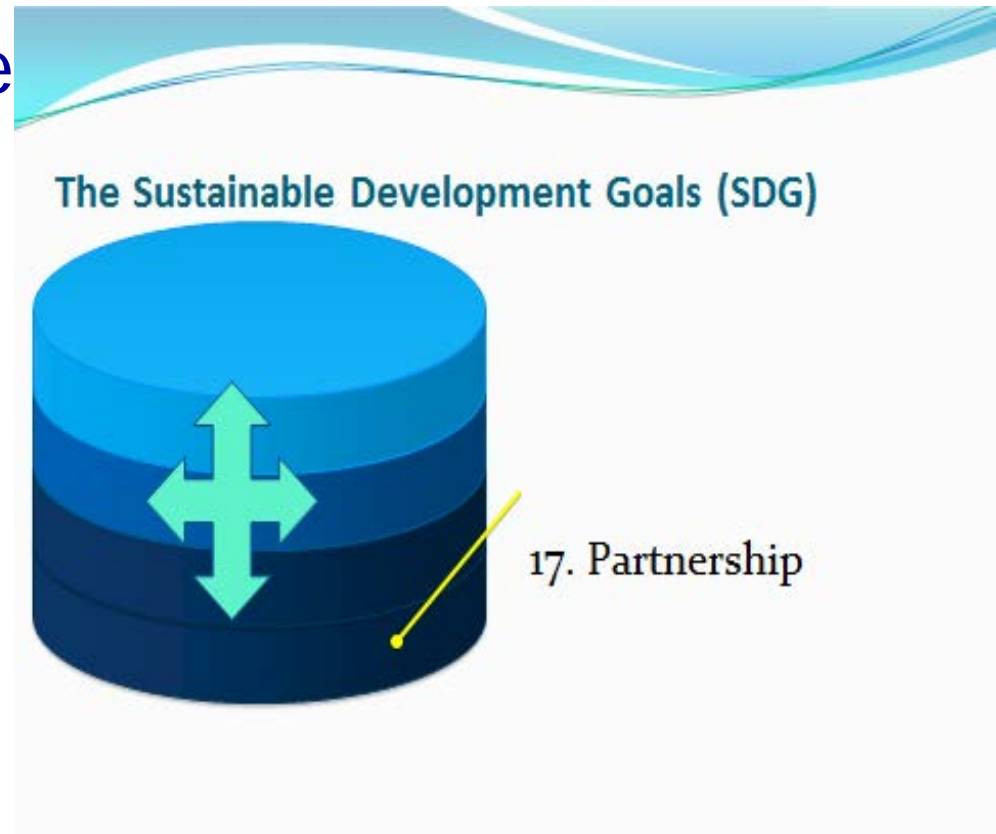 e
The Sustainable Development Goals (SDG)
17. Partnership